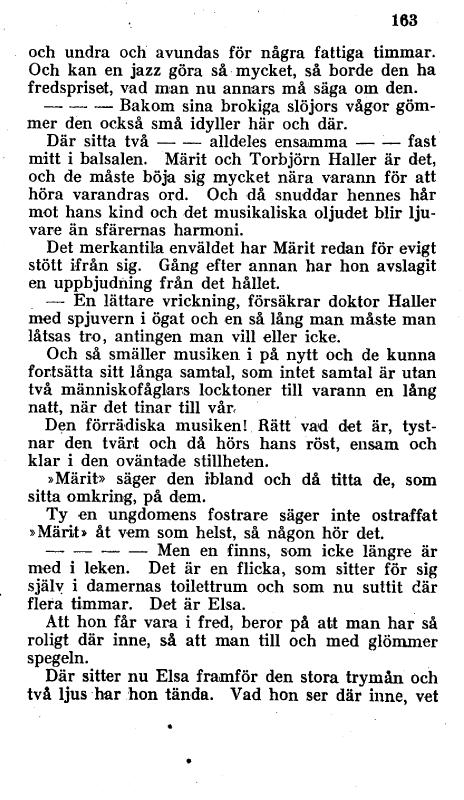 163
och undra och avundas för några fattiga timmar.
Och kan en jazz göra så mycket, så borde den ha
fredspriset, vad man nu annars må säga om den.
— — — Bakom sina brokiga slöjors vågor göm-
mer den också små idyller här och där.
Där sitta två — — alldeles ensamma — — fast
mitt i balsalen. Märit och Torbjörn Haller är det,
och de måste böja sig mycket nära varann för att
höra varandras ord. Och då snuddar hennes hår
mot hans kind och det musikaliska oljudet blir lju-
vare än sfärernas harmoni.
Det merkantila enväldet har Märit redan för evigt
stött ifrån sig. Gång efter annan har hon avslagit
en uppbjudning från det hållet.
— En lättare vrickning, försäkrar doktor Haller
med spjuvern i ögat och en så lång man måste man
låtsas tro, antingen man vill eller icke.
Och så smäller musiken i på nytt och de kunna
fortsätta sitt långa samtal, som intet samtal är utan
två människofåglars locktoner till varann en lång
natt, när det tinar till vår.
Den förrädiska musiken! Rätt vad det är, tyst-
nar den tvärt och då hörs hans röst, ensam och
klar i den oväntade stillheten.
»Märit» säger den ibland och då titta de, som
sitta omkring, på dem.
Ty en ungdomens fostrare säger inte ostraffat
»Märit» åt vem som helst, så någon hör det.
— — — — Men en finns, som icke längre är
med i leken. Det är en flicka, som sitter för sig
själv i damernas toilettrum och som nu suttit där
flera timmar. Det är Elsa.
Att hon får vara i fred, beror på att man har så
roligt där inne, så att man till och med glömmer
spegeln.
Där sitter nu Elsa framför den stora trymån och
två ljus har hon tända. Vad hon ser där inne, vet